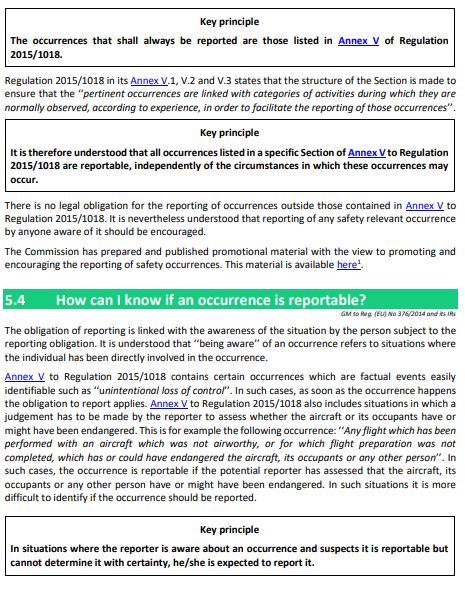 Key principle
The occurrences that shall always be reported are those listed in Annex V of Regulation
2015/1018.
Regulation 2015/1018 in its Annex V.1, V.2 and V.3 states that the structure of the Section is made to
ensure that the “pertinent occurrences are linked with categories of activities during which they are
normally observed, according to experience, in order to facilitate the reporting of those occurrences”.
Key principle
It is therefore understood that all occurrences listed in a specific Section of Annex V to Regulation
2015/1018 are reportable, independently of the circumstances in which these occurrences may
occur.
There is no legal obligation for the reporting of occurrences outside those contained in Annex V to
Regulation 2015/1018. It is nevertheless understood that reporting of any safety relevant occurrence
by anyone aware of it should be encouraged.
The Commission has prepared and published promotional material with the view to promoting and
encouraging the reporting of safety occurrences. This material is available here1.
5.4 How can I know if an occurrence is reportable?
GM to Reg. (EU) No 376/2014 and its IRs
The obligation of reporting is linked with the awareness of the situation by the person subject to the
reporting obligation. It is understood that “being aware” of an occurrence refers to situations where
the individual has been directly involved in the occurrence.
Annex V to Regulation 2015/1018 contains certain occurrences which are factual events easily
identifiable such as “unintentional loss of control”. In such cases, as soon as the occurrence happens
the obligation to report applies. Annex V to Regulation 2015/1018 also includes situations in which a
judgement has to be made by the reporter to assess whether the aircraft or its occupants have or
might have been endangered. This is for example the following occurrence: “Any flight which has been
performed with an aircraft which was not airworthy, or for which flight preparation was not
completed, which has or could have endangered the aircraft, its occupants or any other person”. In
such cases, the occurrence is reportable if the potential reporter has assessed that the aircraft, its
occupants or any other person have or might have been endangered. In such situations it is more
difficult to identify if the occurrence should be reported.
Key principle
In situations where the reporter is aware about an occurrence and suspects it is reportable but
cannot determine it with certainty, he/she is expected to report it.